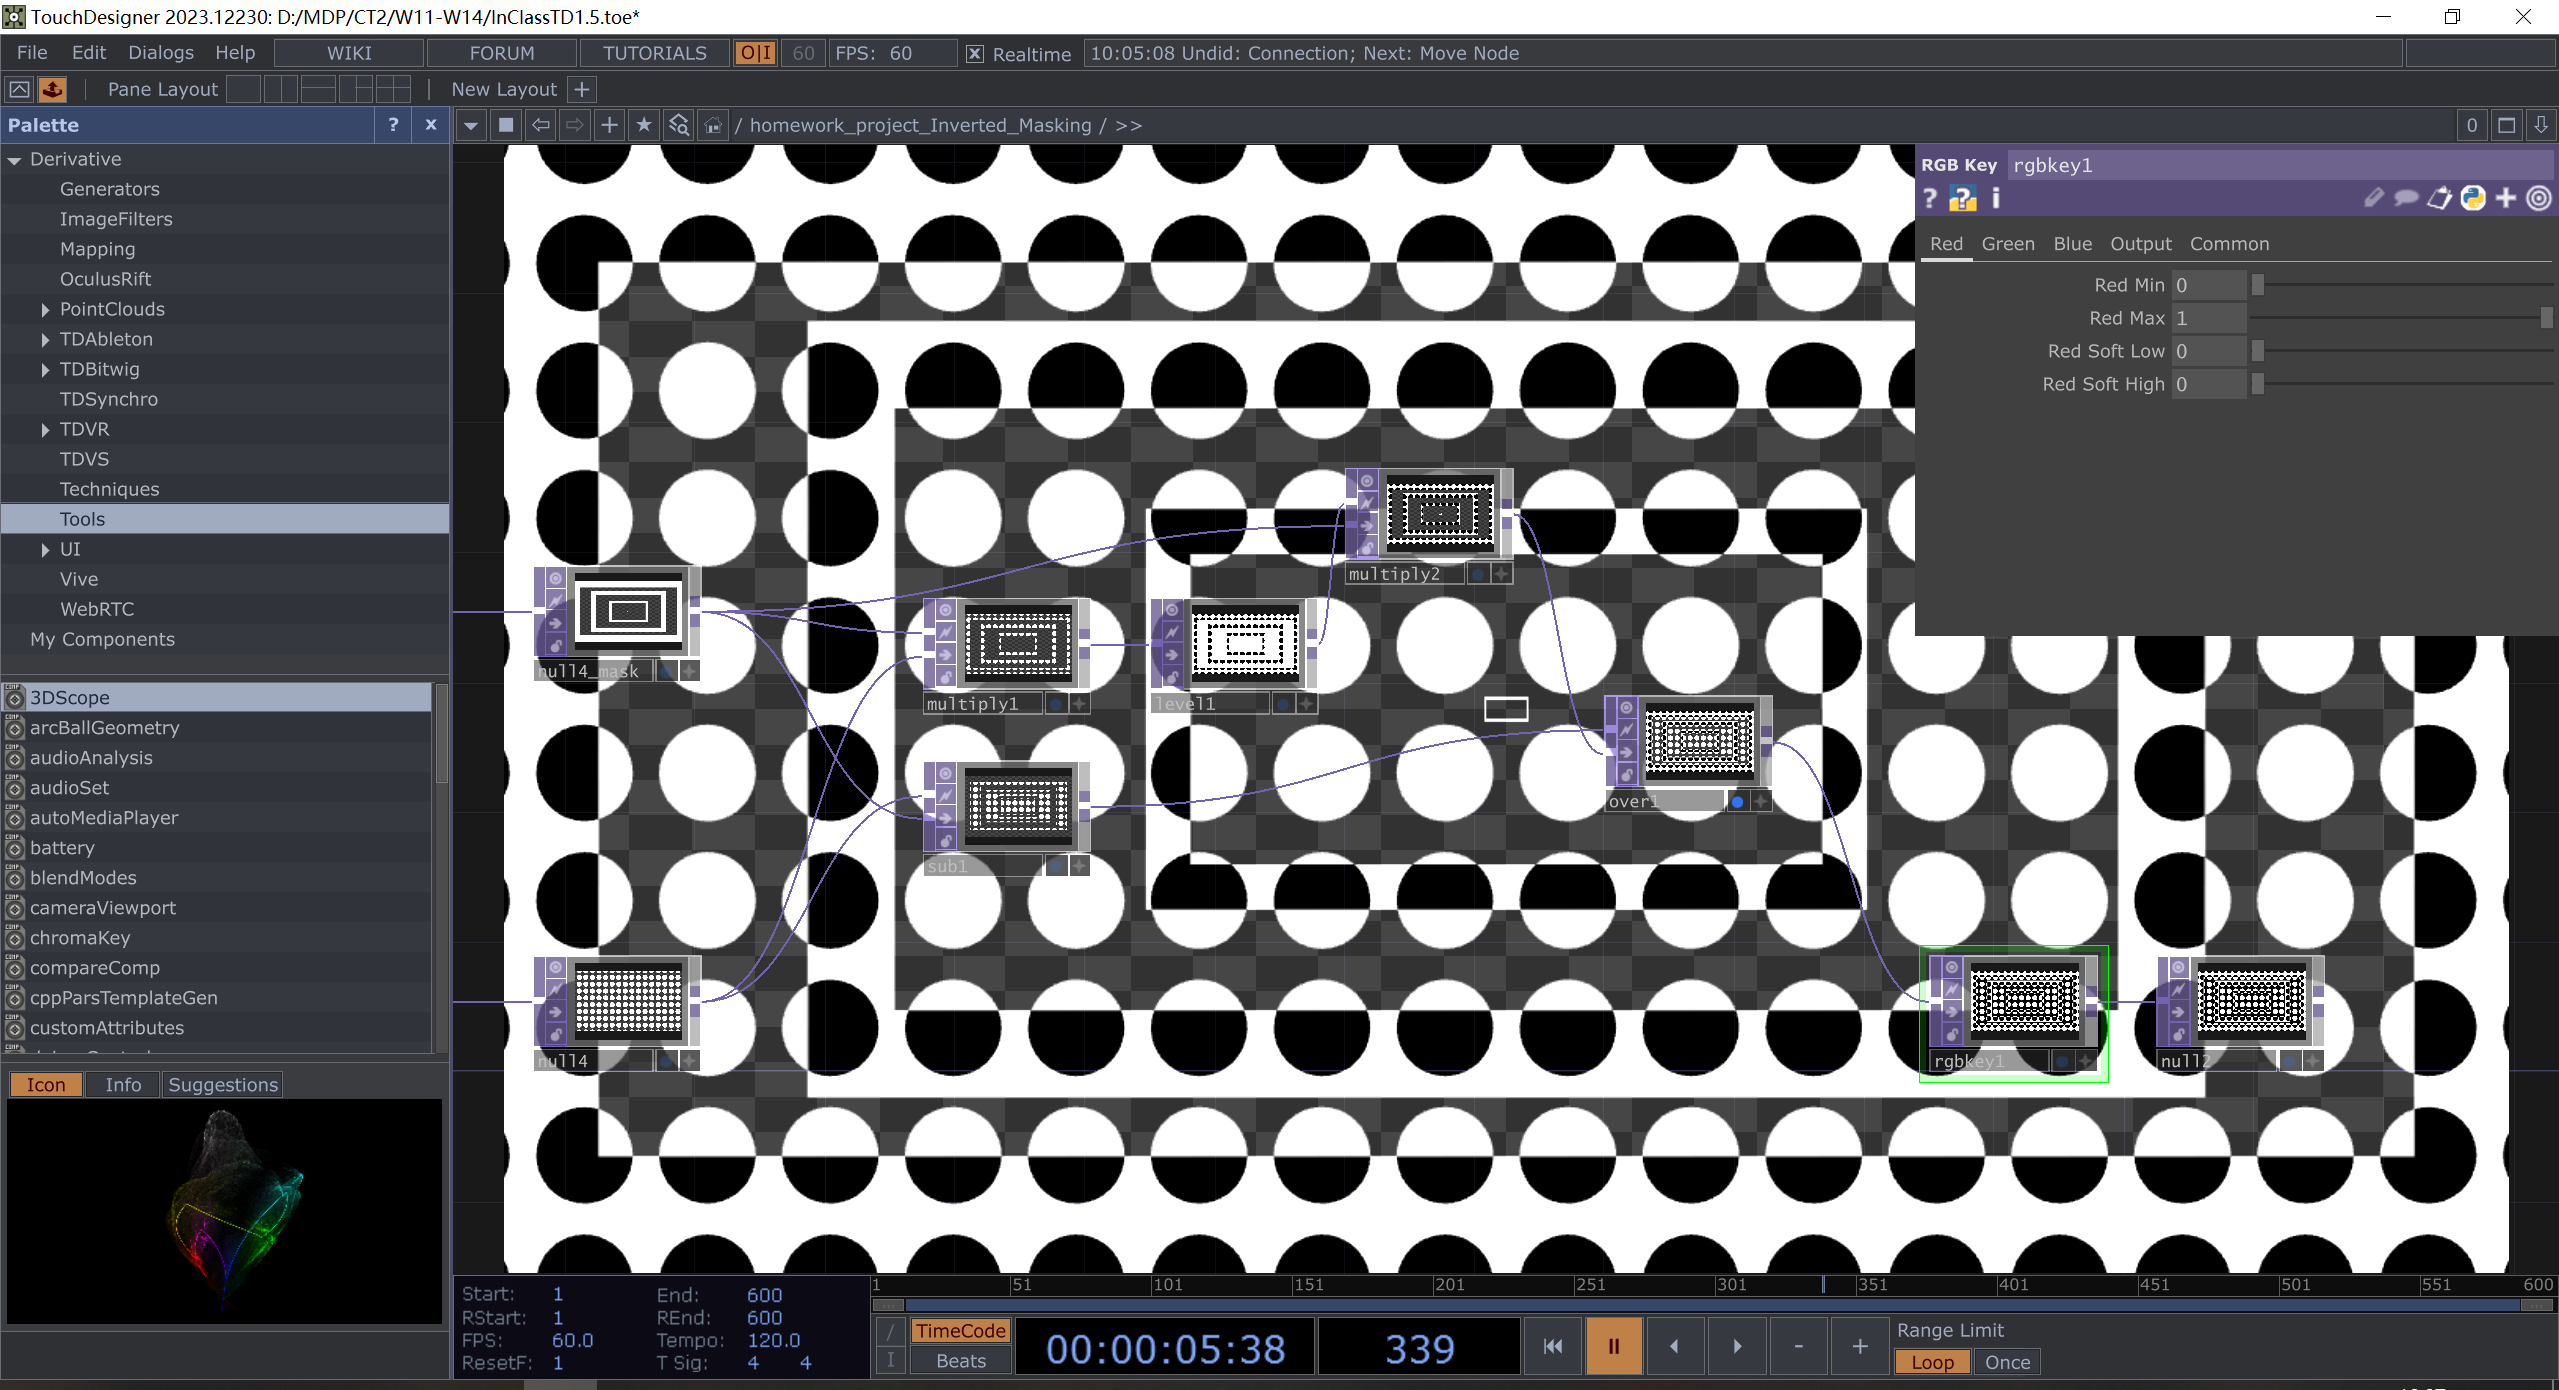 TouchDesigner 2023.12230: D:/MDP/CT2/W11-W14/InClassTD1.5.toe*
File Edit Dialogs Help WIKI FORUM TUTORIALS O|I 60 FPS: 60 Realtime 10:05:08 Undid: Connection; Next: Move Node
Pane Layout New Layout +
Palette ? x
/ homework_project_Inverted_Masking / >>
0
Derivative
Generators
ImageFilters
Mapping
OculusRift
PointClouds
TDAbleton
TDBitwig
TDSynchro
TDVR
TDVS
Techniques
Tools
UI
Vive
WebRTC
My Components
3DScope
arcBallGeometry
audioAnalysis
audioSet
autoMediaPlayer
battery
blendModes
cameraViewport
chromaKey
compareComp
cppParsTemplateGen
customAttributes
Icon Info Suggestions
RGB Key rgbkey1
Red Green Blue Output Common
Red Min 0
Red Max 1
Red Soft Low 0
Red Soft High 0
multiply2
null4_mask
multiply1
level1
over1
sub1
null4
rgbkey1
null2
Start: 1 End: 600
RStart: 1 REnd: 600
FPS: 60.0 Tempo: 120.0
ResetF: 1 T Sig: 4 4
1 51 101 151 201 251 301 351 401 451 501 551 600
TimeCode
Beats
00:00:05:38
339
- +
Range Limit
Loop Once